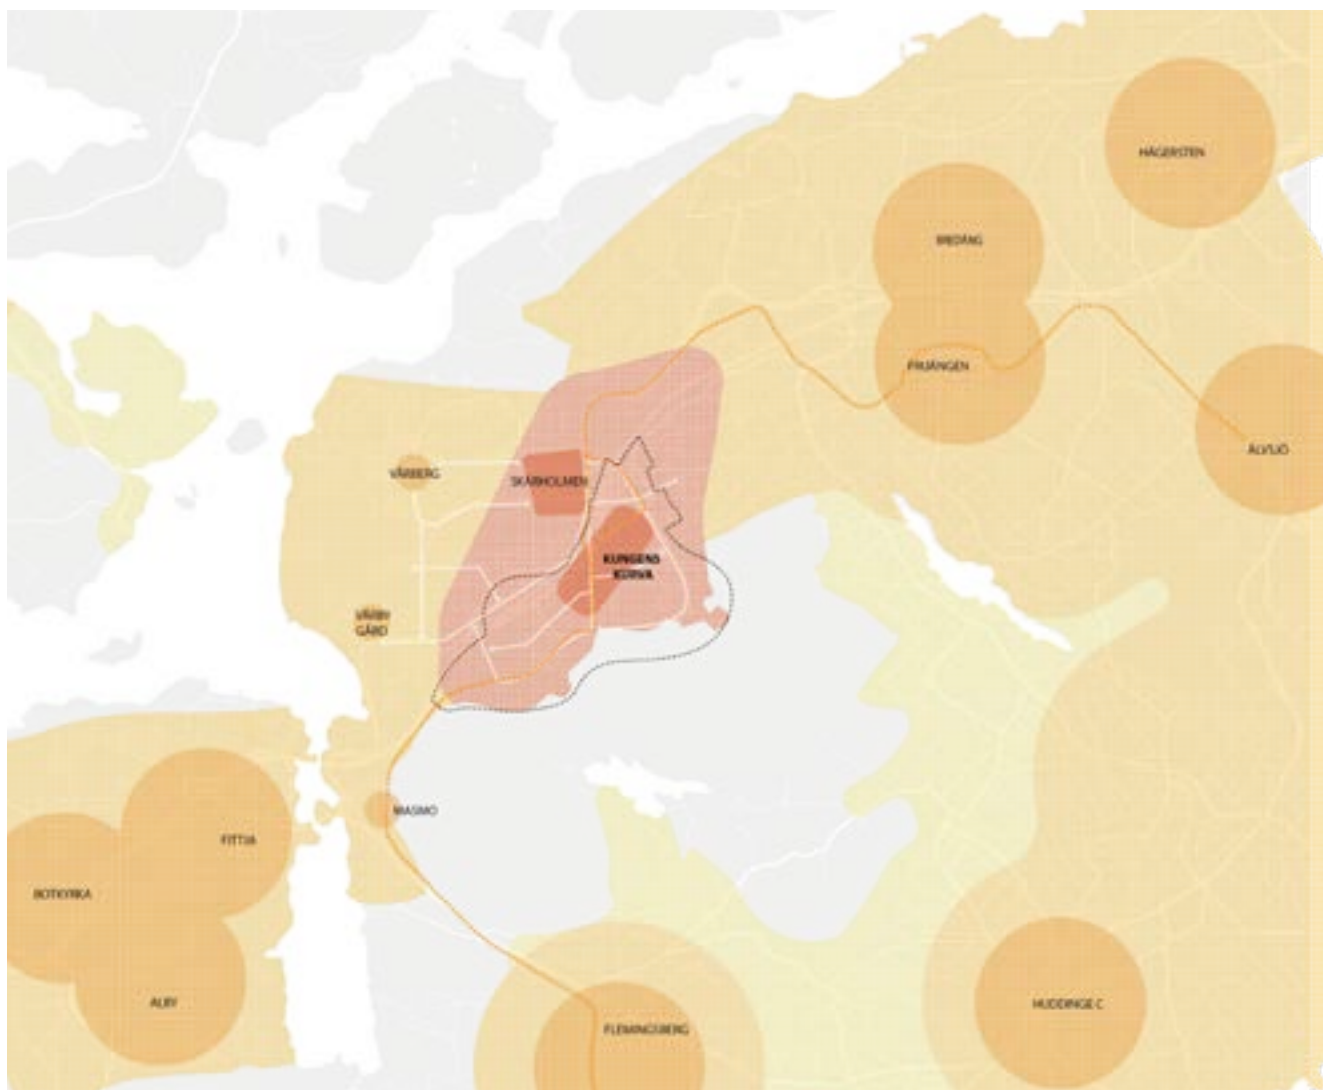 HÄGERSTEN
BREDÄNG
FRUÄNGEN
ÄLVSJÖ
VÅRBERG
SKÄRHOLMEN
KUNGENS
KURVA
VÅRBY
GÅRD
MASMO
FITTJA
BOTKYRKA
ALBY
FLEMINGSBERG
HUDDINGE C